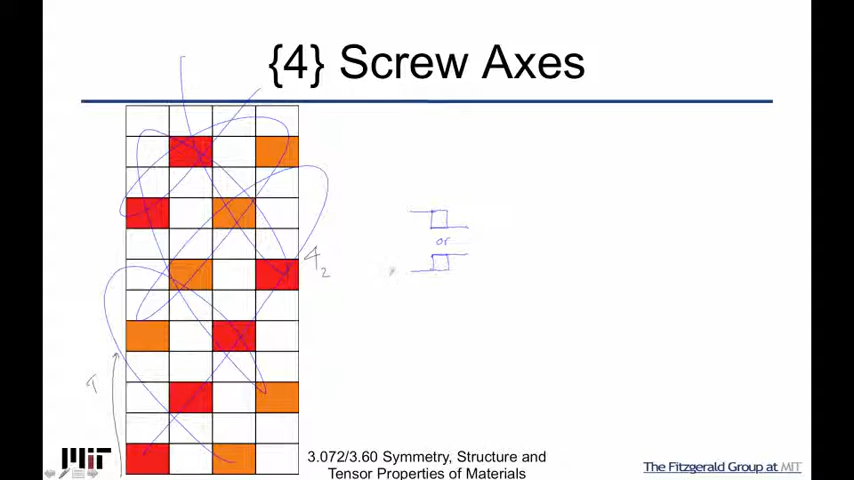 {4} Screw Axes
or
4₂
τ
MIT
3.072/3.60 Symmetry, Structure and
Tensor Properties of Materials
The Fitzgerald Group at MIT